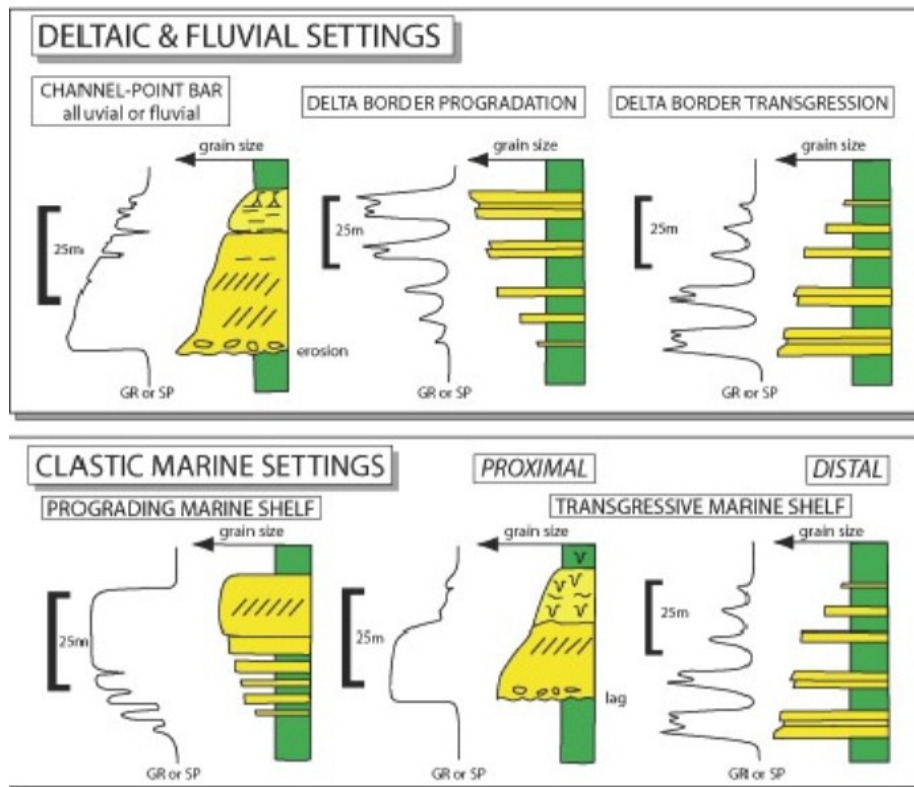 DELTAIC & FLUVIAL SETTINGS
CHANNEL-POINT BAR
alluvial or fluvial
DELTA BORDER PROGRADATION
DELTA BORDER TRANSGRESSION
grain size
grain size
grain size
25m
25m
25m
erosion
GR or SP
GR or SP
GR or SP
CLASTIC MARINE SETTINGS
PROXIMAL
DISTAL
PROGRADING MARINE SHELF
TRANSGRESSIVE MARINE SHELF
grain size
grain size
grain size
25m
25m
25m
lag
GR or SP
GR or SP
GR or SP